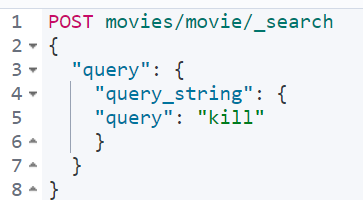 1 POST movies/movie/_search
2 {
3 "query": {
4 "query_string": {
5 "query": "kill"
6 }
7 }
8 }